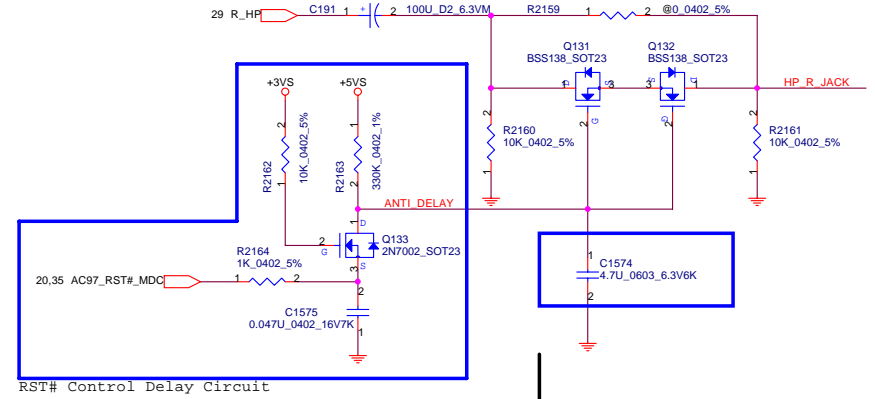 29 R_HP
C191
1
2
100U_D2_6.3VM
R2159
1
2
@0_0402_5%
Q131
BSS138_SOT23
Q132
BSS138_SOT23
D
1
S
3
G
2
S
3
D
1
G
2
HP_R_JACK
R2160
10K_0402_5%
2
1
R2161
10K_0402_5%
2
1
+3VS
+5VS
R2162
10K_0402_5%
2
1
R2163
330K_0402_1%
1
2
ANTI_DELAY
Q133
2N7002_SOT23
1
D
2
G
3
S
R2164
1K_0402_5%
1
2
20,35 AC97_RST#_MDC
C1575
0.047U_0402_16V7K
2
1
C1574
4.7U_0603_6.3V6K
1
2
RST# Control Delay Circuit